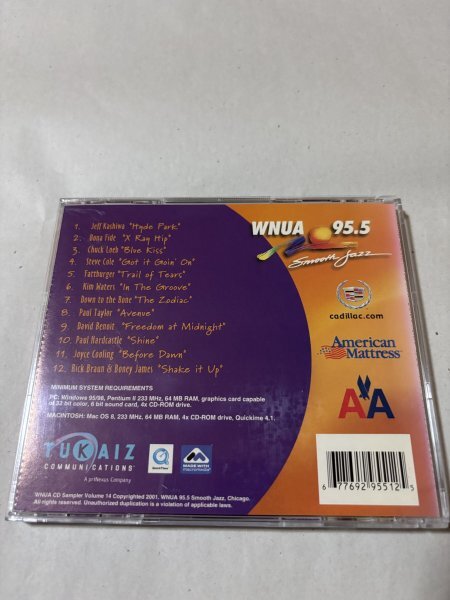 1. Jeff Kashiwa "Hyde Park"
2. Bona Fide "X Ray Hip"
3. Chuck Loeb "Blue Kiss"
4. Steve Cole "Got it Goin' On"
5. Fattburger "Trail of Tears"
6. Kim Waters "In The Groove"
7. Down to the Bone "The Zodiac"
8. Paul Taylor "Avenue"
9. David Benoit "Freedom at Midnight"
10. Paul Hardcastle "Shine"
11. Joyce Cooling "Before Dawn"
12. Rick Braun & Boney James "Shake it Up"
MINIMUM SYSTEM REQUIREMENTS
PC: Windows 95/98, Pentium II 233 MHz, 64 MB RAM, graphics card capable
of 32 bit color, 6 bit sound card, 4x CD-ROM drive.
MACINTOSH: Mac OS 8, 233 MHz, 64 MB RAM, 4x CD-ROM drive, Quickime 4.1.
TUKAIZ
COMMUNICATIONS
A priNexus Company
QuickTime
MADE WITH
macromedia
WNUA CD Sampler Volume 14 Copyrighted 2001, WNUA 95.5 Smooth Jazz, Chicago.
All Rights Reserved. Unauthorized duplication is a violation of applicable laws.
WNUA 95.5
Smooth Jazz
cadillac.com
American
Mattress
AA
6 77692 95512 5